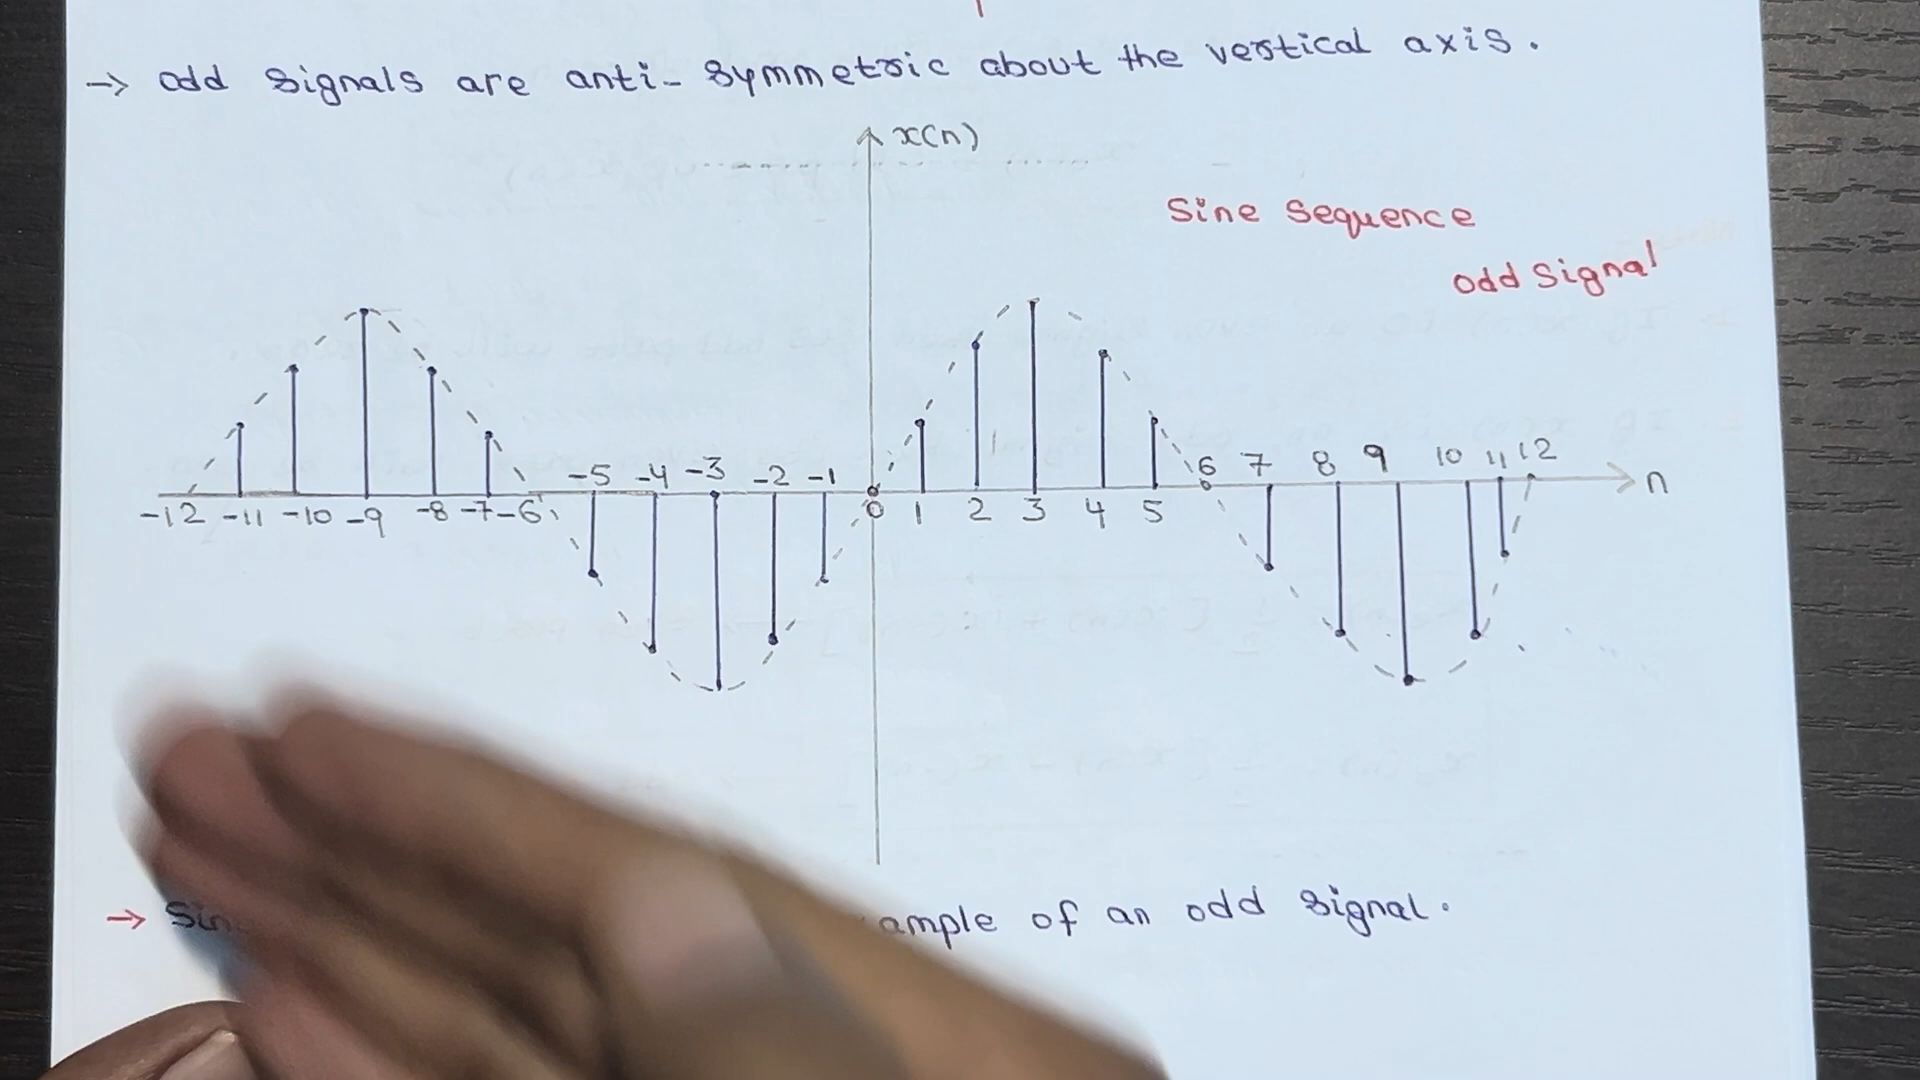 → odd signals are anti-symmetric about the vertical axis.
x(n)
Sine sequence
odd signal
-5 -4 -3 -2 -1 6 7 8 9 10 11 12
-12 -11 -10 -9 -8 -7 -6 0 1 2 3 4 5 n
→ of an odd signal.